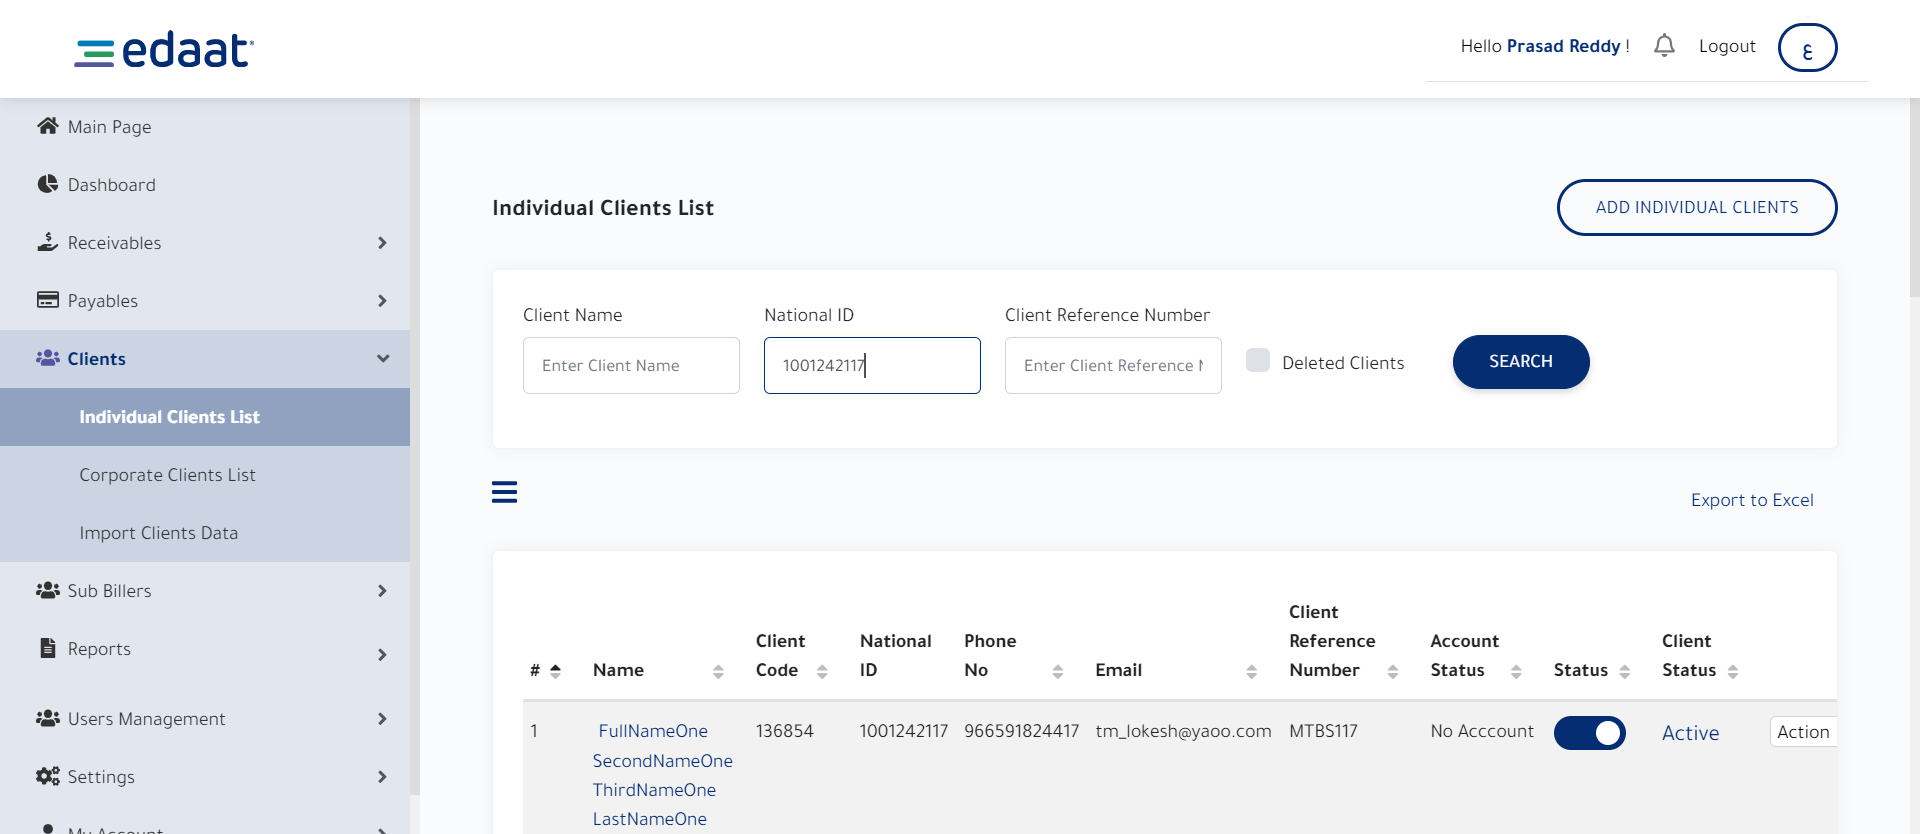 edaat
Hello Prasad Reddy !
Logout
ع
Main Page
Dashboard
Receivables
Payables
Clients
Individual Clients List
Corporate Clients List
Import Clients Data
Sub Billers
Reports
Users Management
Settings
My Account
Individual Clients List
ADD INDIVIDUAL CLIENTS
Client Name
National ID
Client Reference Number
Enter Client Name
1001242117
Enter Client Reference
Deleted Clients
SEARCH
Export to Excel
#
Name
Client
Code
National
ID
Phone
No
Email
Client
Reference
Number
Account
Status
Status
Client
Status
1
FullNameOne
SecondNameOne
ThirdNameOne
LastNameOne
136854
1001242117
966591824417
tm_lokesh@yaoo.com
MTBS117
No Acccount
Active
Action